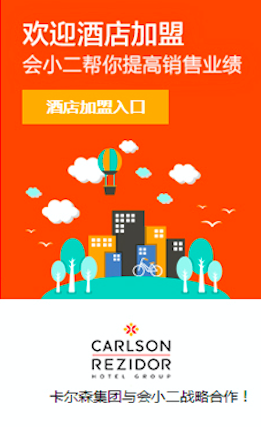 欢迎酒店加盟
会小二帮你提高销售业绩
酒店加盟入口
CARLSON
REZIDOR
HOTEL GROUP
卡尔森集团与会小二战略合作！